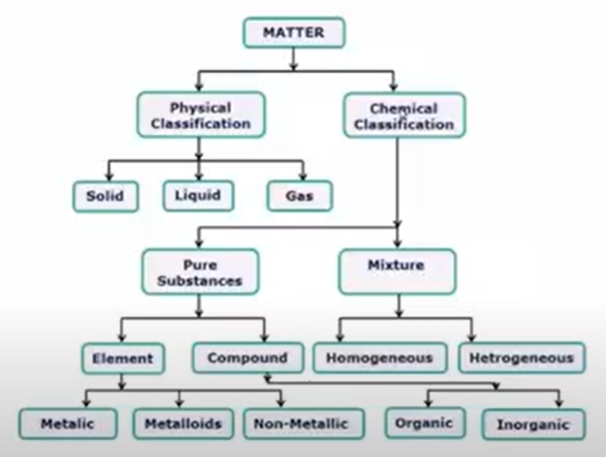 MATTER
Physical
Classification
Chemical
Classification
Solid
Liquid
Gas
Pure
Substances
Mixture
Element
Compound
Homogeneous
Hetrogeneous
Metalic
Metalloids
Non-Metallic
Organic
Inorganic